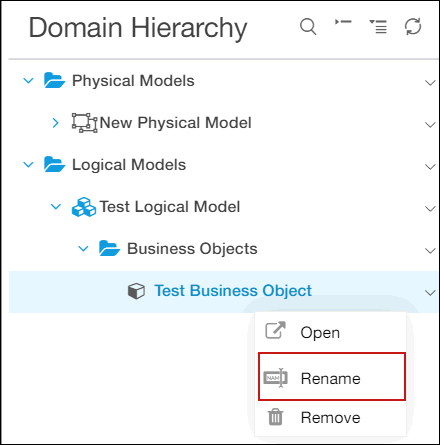 Domain Hierarchy
Physical Models
New Physical Model
Logical Models
Test Logical Model
Business Objects
Test Business Object
Open
NAM
Rename
Remove